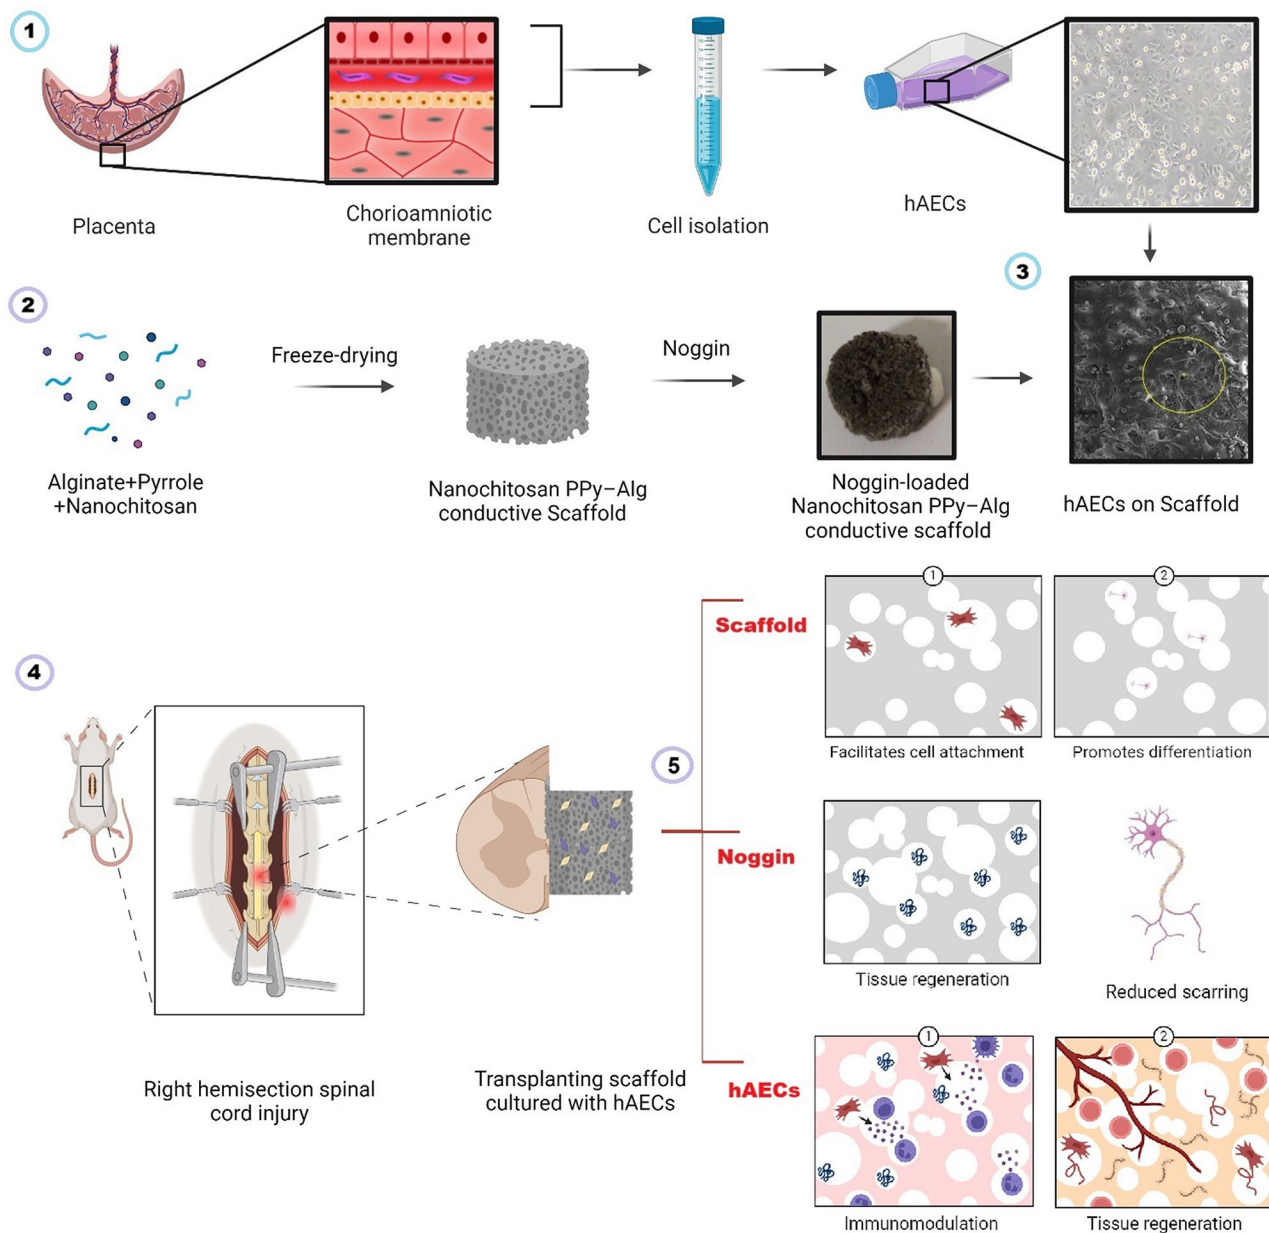 1
Placenta
Chorioamniotic
membrane
Cell isolation
hAECs
2
Alginate+Pyrrole
+Nanochitosan
Freeze-drying
Nanochitosan PPy–Alg
conductive Scaffold
Noggin
Noggin-loaded
Nanochitosan PPy–Alg
conductive scaffold
3
hAECs on Scaffold
4
Right hemisection spinal
cord injury
Transplanting scaffold
cultured with hAECs
5
Scaffold
1
Facilitates cell attachment
2
Promotes differentiation
Noggin
Tissue regeneration
Reduced scarring
hAECs
1
Immunomodulation
2
Tissue regeneration